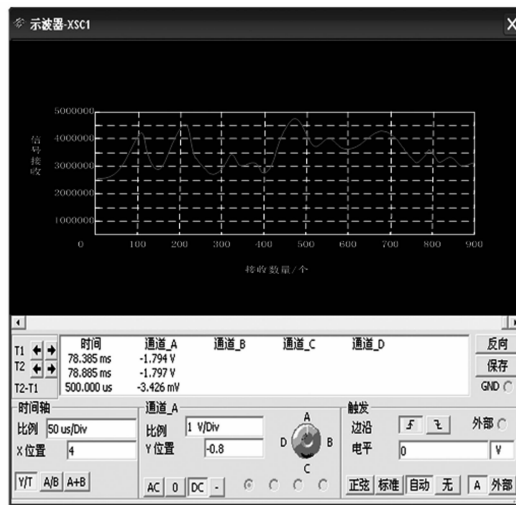 示波器-XSC1
5000000
4000000
3000000
2000000
1000000
信号接收
0 100 200 300 400 500 600 700 800 900
接收数量/个
时间 通道_A 通道_B 通道_C 通道_D
T1 78.385 ms -1.794 V
T2 78.885 ms -1.797 V
T2-T1 500.000 us -3.426 mV
反向
保存
GND
时间轴
比例 50 us/Div
X 位置 4
Y/T A/B A+B
通道_A
比例 1 V/Div
Y 位置 -0.8
AC 0 DC -
A
D B
C
触发
边沿 外部
电平 0 V
正弦 标准 自动 无 A 外部